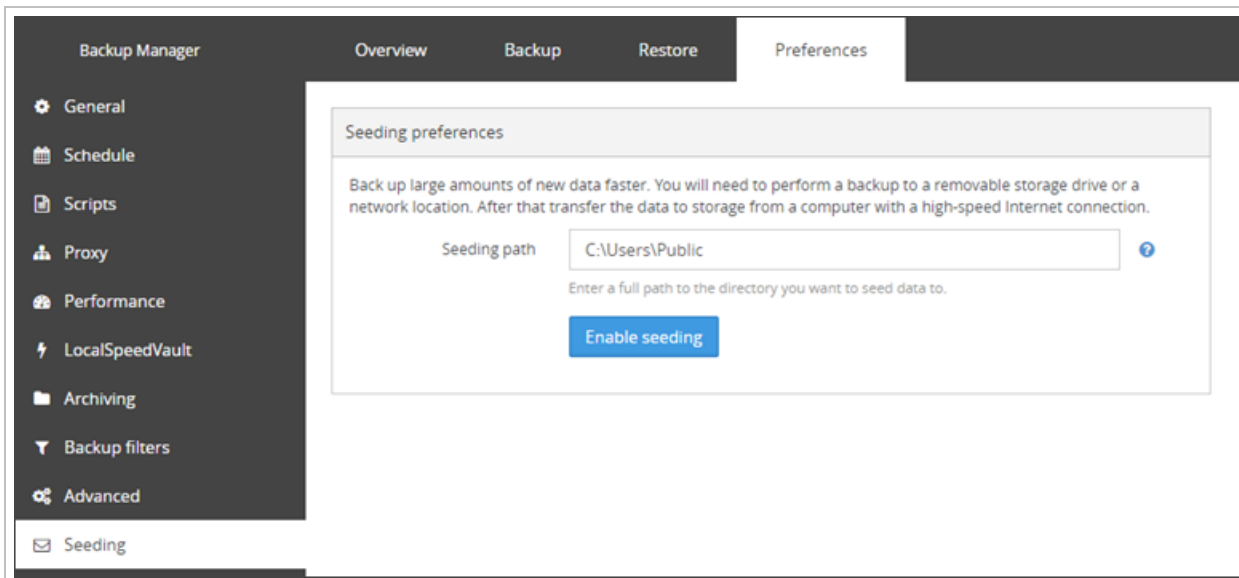 Backup Manager
Overview
Backup
Restore
Preferences
General
Schedule
Scripts
Proxy
Performance
LocalSpeedVault
Archiving
Backup filters
Advanced
Seeding
Seeding preferences
Back up large amounts of new data faster. You will need to perform a backup to a removable storage drive or a
network location. After that transfer the data to storage from a computer with a high-speed Internet connection.
Seeding path
C:\Users\Public
?
Enter a full path to the directory you want to seed data to.
Enable seeding